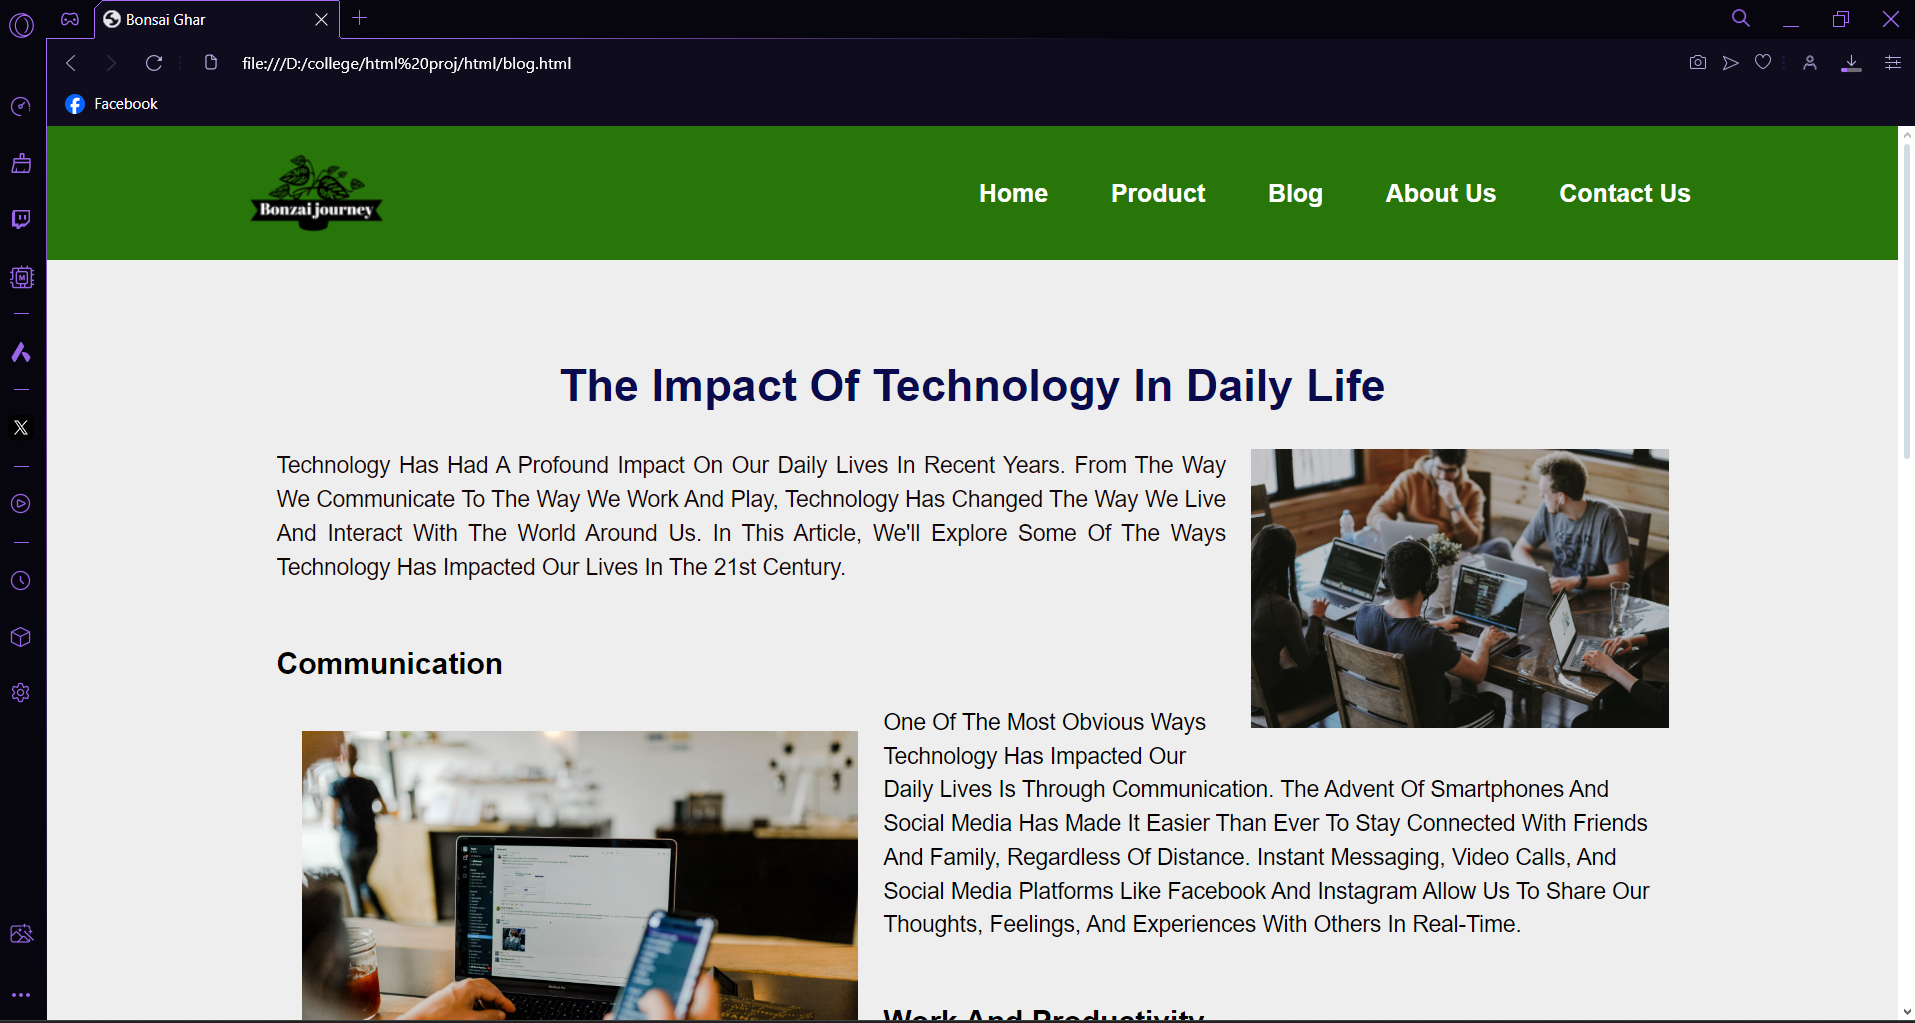 Bonsai Ghar
file:///D:/college/html%20proj/html/blog.html
Facebook
Bonzai journey
Home Product Blog About Us Contact Us
The Impact Of Technology In Daily Life
Technology Has Had A Profound Impact On Our Daily Lives In Recent Years. From The Way
We Communicate To The Way We Work And Play, Technology Has Changed The Way We Live
And Interact With The World Around Us. In This Article, We'll Explore Some Of The Ways
Technology Has Impacted Our Lives In The 21st Century.
Communication
One Of The Most Obvious Ways
Technology Has Impacted Our
Daily Lives Is Through Communication. The Advent Of Smartphones And
Social Media Has Made It Easier Than Ever To Stay Connected With Friends
And Family, Regardless Of Distance. Instant Messaging, Video Calls, And
Social Media Platforms Like Facebook And Instagram Allow Us To Share Our
Thoughts, Feelings, And Experiences With Others In Real-Time.
Work And Productivity